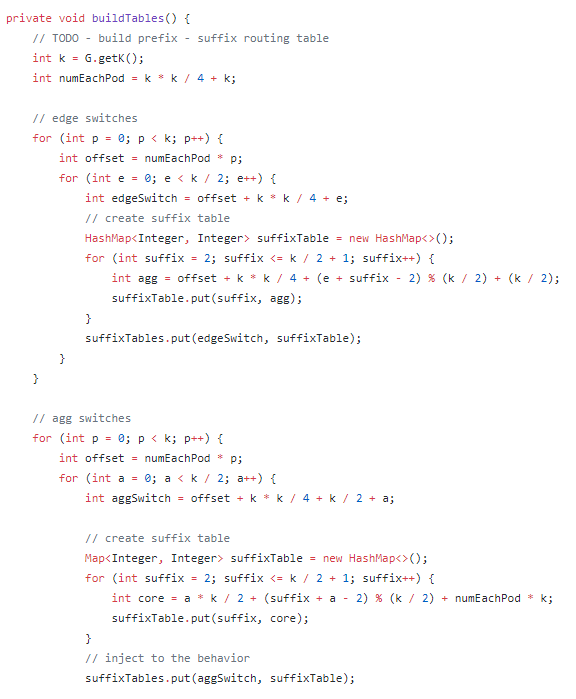 private void buildTables() {
    // TODO - build prefix - suffix routing table
    int k = G.getK();
    int numEachPod = k * k / 4 + k;

    // edge switches
    for (int p = 0; p < k; p++) {
        int offset = numEachPod * p;
        for (int e = 0; e < k / 2; e++) {
            int edgeSwitch = offset + k * k / 4 + e;
            // create suffix table
            HashMap<Integer, Integer> suffixTable = new HashMap<>();
            for (int suffix = 2; suffix <= k / 2 + 1; suffix++) {
                int agg = offset + k * k / 4 + (e + suffix - 2) % (k / 2) + (k / 2);
                suffixTable.put(suffix, agg);
            }
            suffixTables.put(edgeSwitch, suffixTable);
        }
    }

    // agg switches
    for (int p = 0; p < k; p++) {
        int offset = numEachPod * p;
        for (int a = 0; a < k / 2; a++) {
            int aggSwitch = offset + k * k / 4 + k / 2 + a;

            // create suffix table
            Map<Integer, Integer> suffixTable = new HashMap<>();
            for (int suffix = 2; suffix <= k / 2 + 1; suffix++) {
                int core = a * k / 2 + (suffix + a - 2) % (k / 2) + numEachPod * k;
                suffixTable.put(suffix, core);
            }
            // inject to the behavior
            suffixTables.put(aggSwitch, suffixTable);